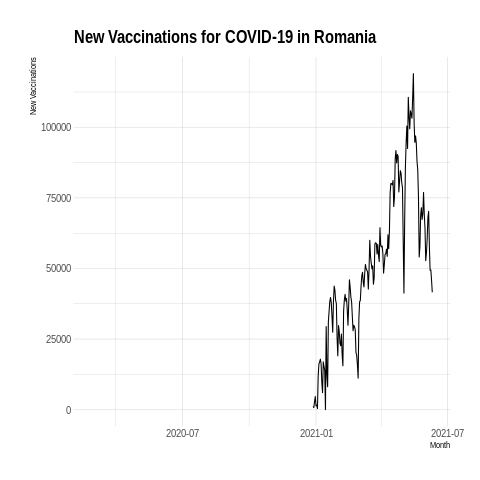 New Vaccinations for COVID-19 in Romania
New Vaccinations
100000
75000
50000
25000
0
2020-07 2021-01 2021-07
Month